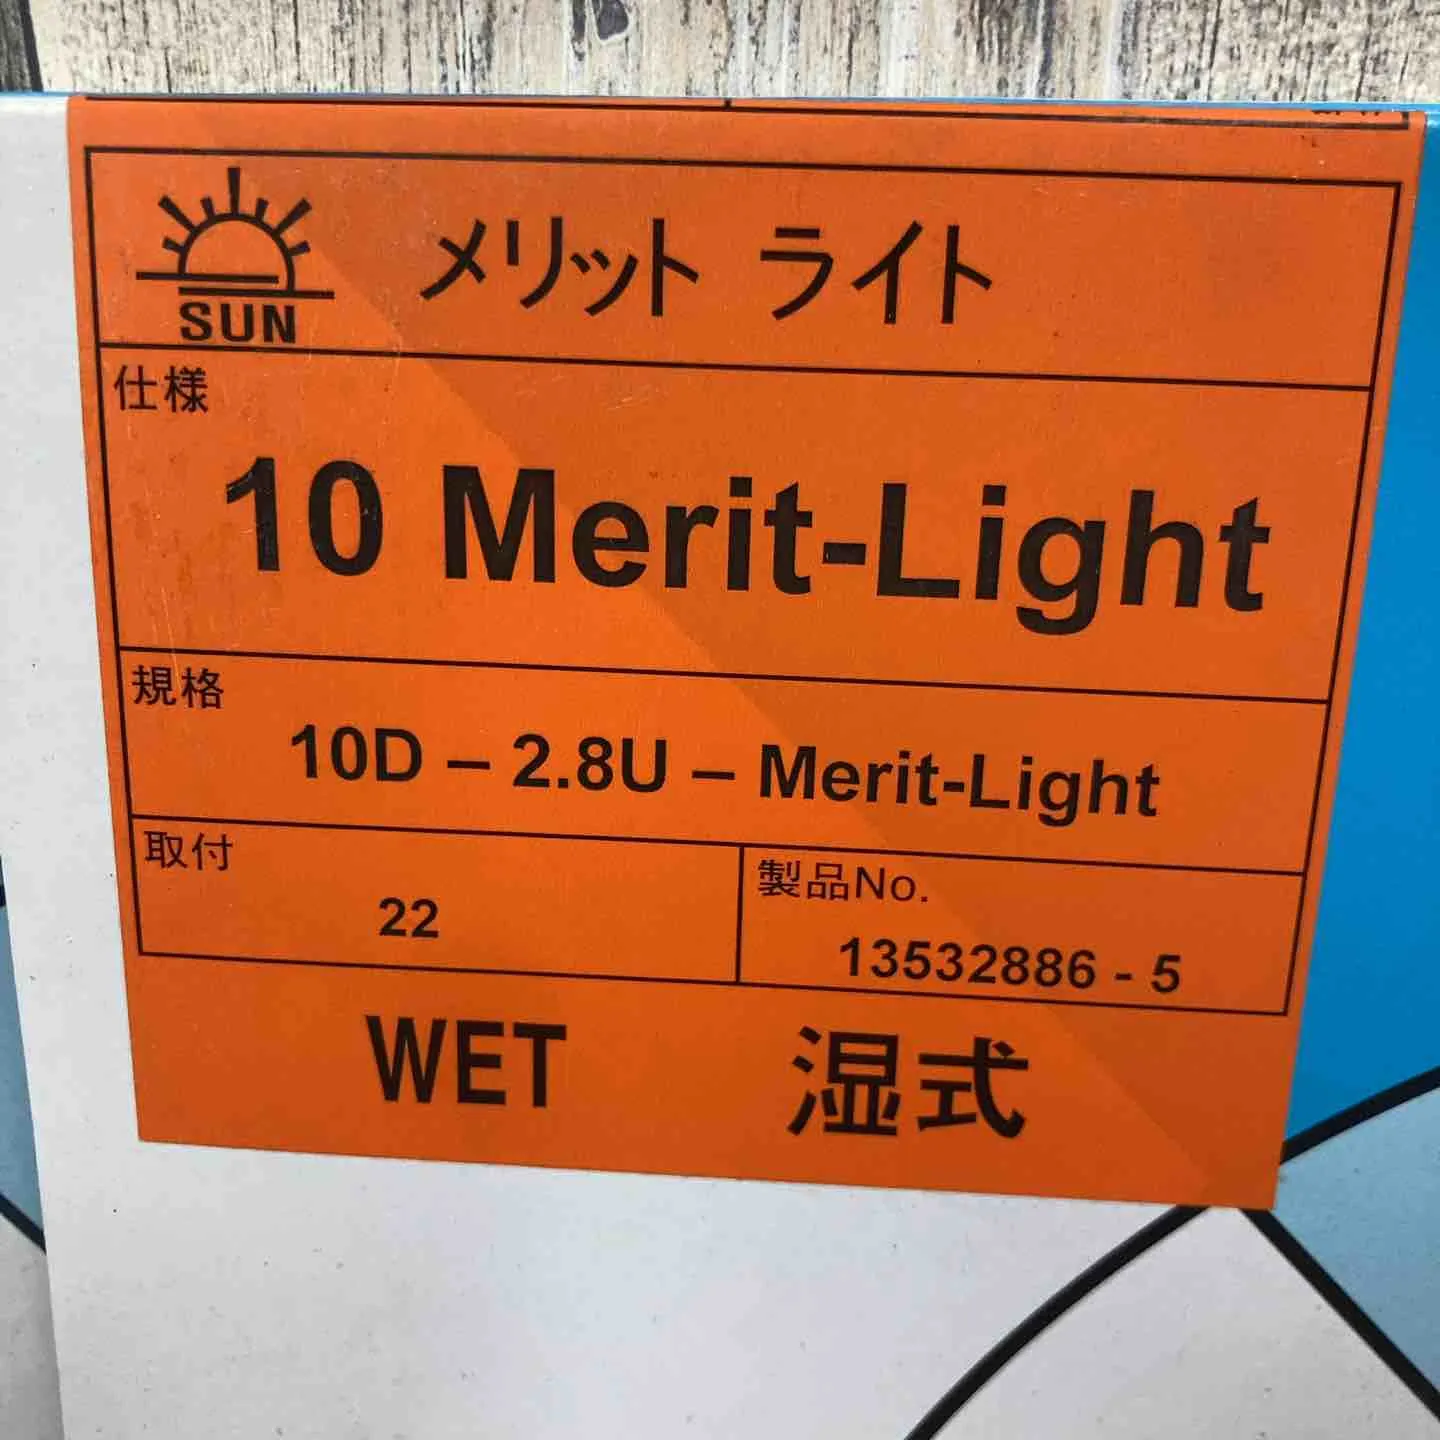 SUN
メリット ライト
仕様
10 Merit-Light
規格
10D – 2.8U – Merit-Light
取付
22
製品No.
13532886 - 5
WET 湿式